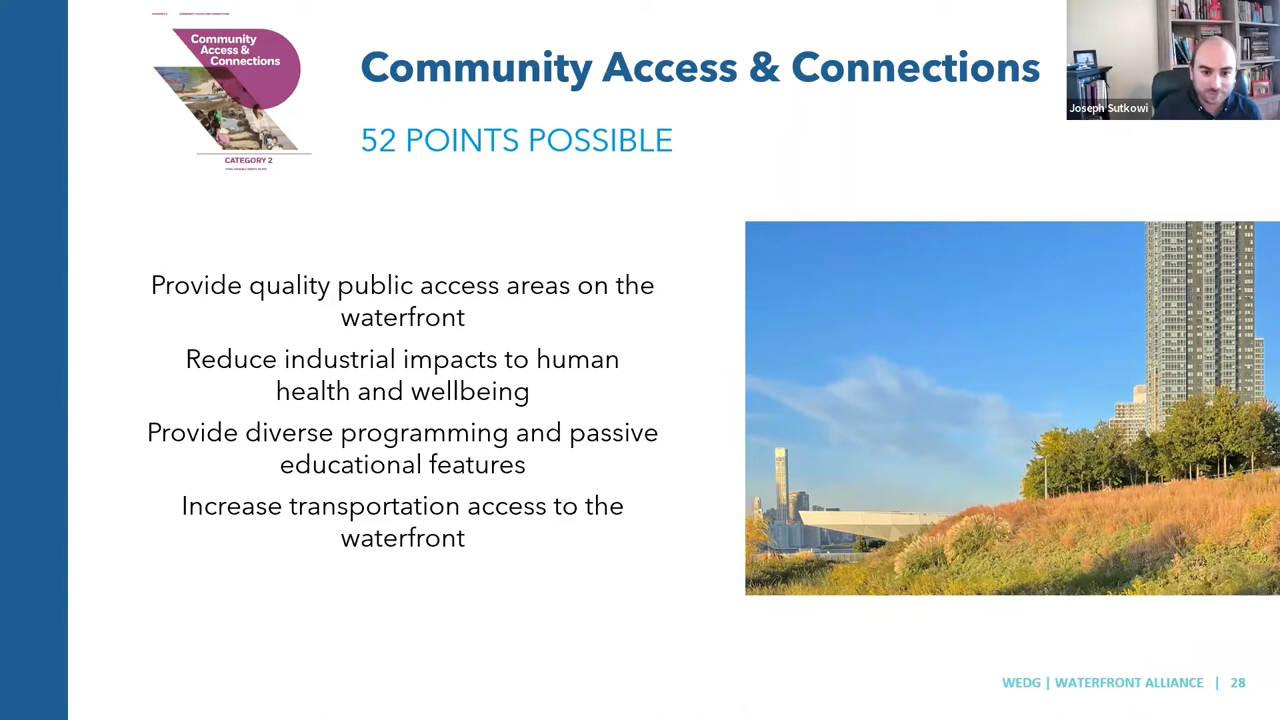 Community
Access &
Connections
CATEGORY 2
Community Access & Connections
52 POINTS POSSIBLE
Joseph Sutkowi
Provide quality public access areas on the
waterfront
Reduce industrial impacts to human
health and wellbeing
Provide diverse programming and passive
educational features
Increase transportation access to the
waterfront
WEDG | WATERFRONT ALLIANCE | 28